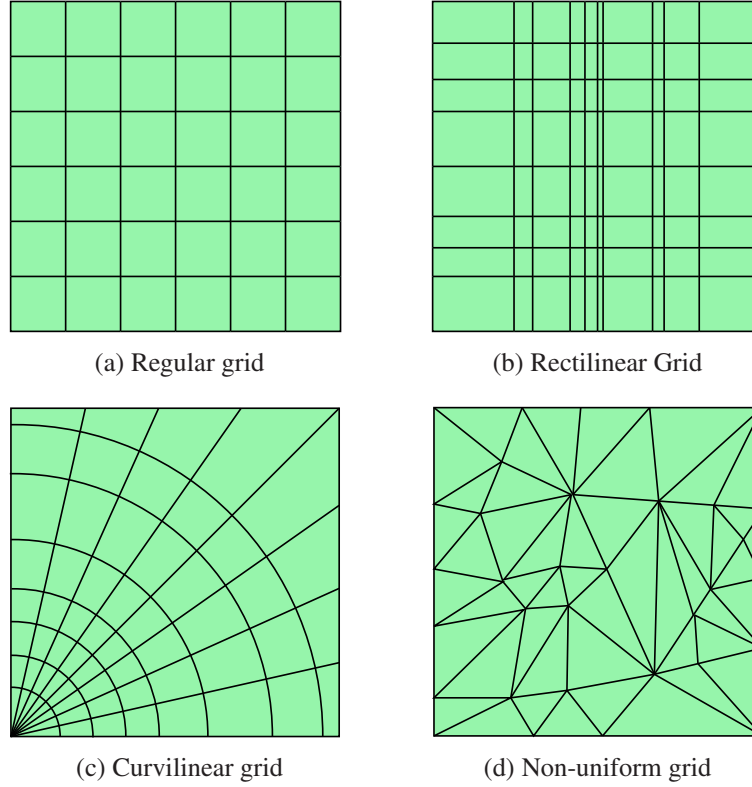 (a) Regular grid
(b) Rectilinear Grid
(c) Curvilinear grid
(d) Non-uniform grid